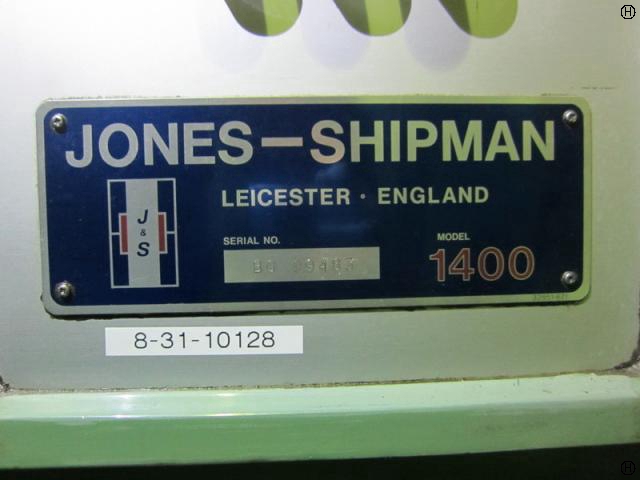 JONES–SHIPMAN
LEICESTER · ENGLAND
J
&
S
SERIAL NO.
MODEL
1400
8-31-10128
H
H